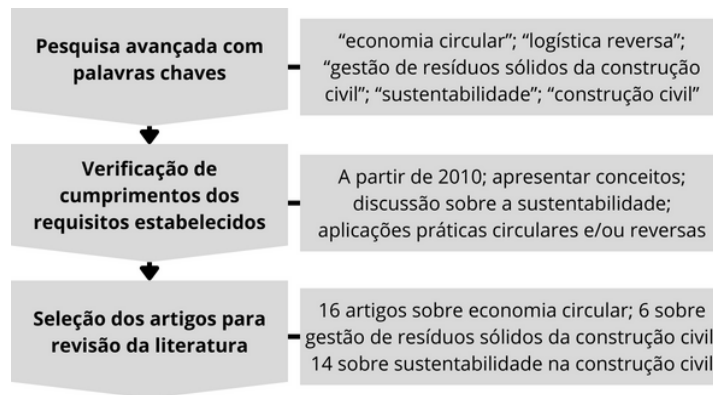 Pesquisa avançada com
palavras chaves
“economia circular”; “logística reversa”;
“gestão de resíduos sólidos da construção
civil”; “sustentabilidade”; “construção civil”
Verificação de
cumprimentos dos
requisitos estabelecidos
A partir de 2010; apresentar conceitos;
discussão sobre a sustentabilidade;
aplicações práticas circulares e/ou reversas
Seleção dos artigos para
revisão da literatura
16 artigos sobre economia circular; 6 sobre
gestão de resíduos sólidos da construção civil
14 sobre sustentabilidade na construção civil